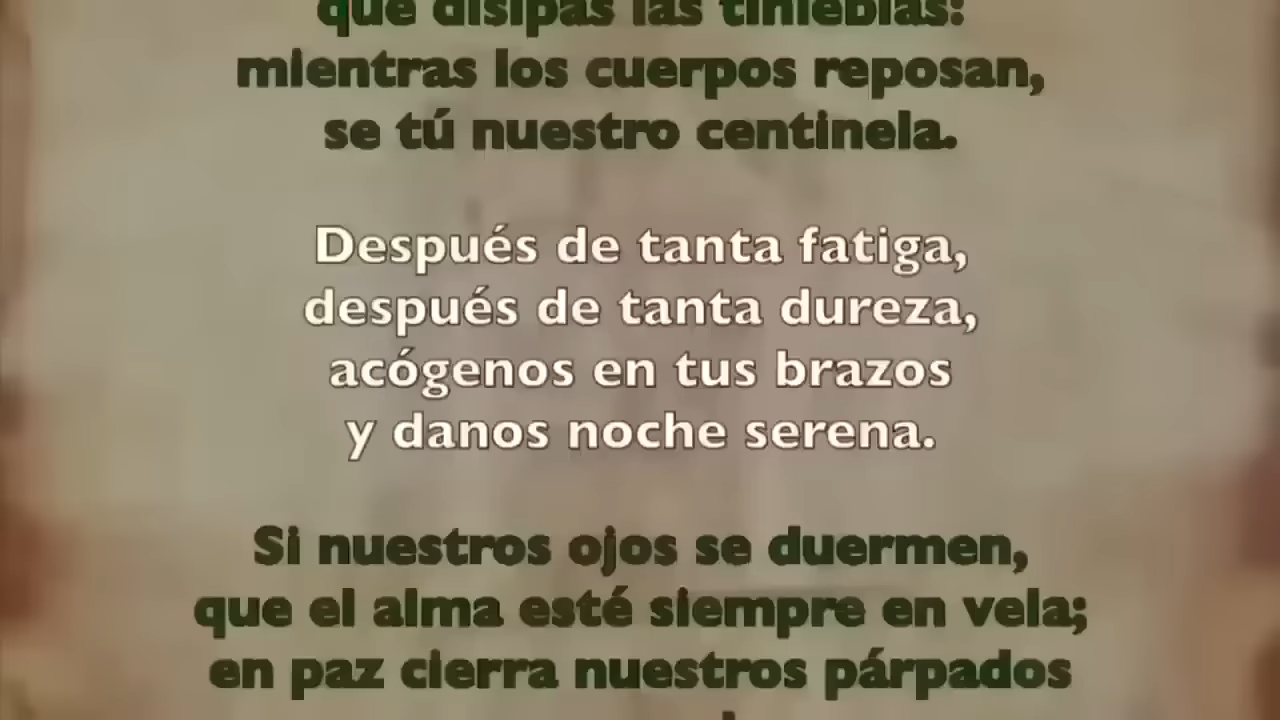 que disipas las tinieblas:
mientras los cuerpos reposan,
se tú nuestro centinela.
Después de tanta fatiga,
después de tanta dureza,
acógenos en tus brazos
y danos noche serena.
Si nuestros ojos se duermen,
que el alma esté siempre en vela;
en paz cierra nuestros párpados